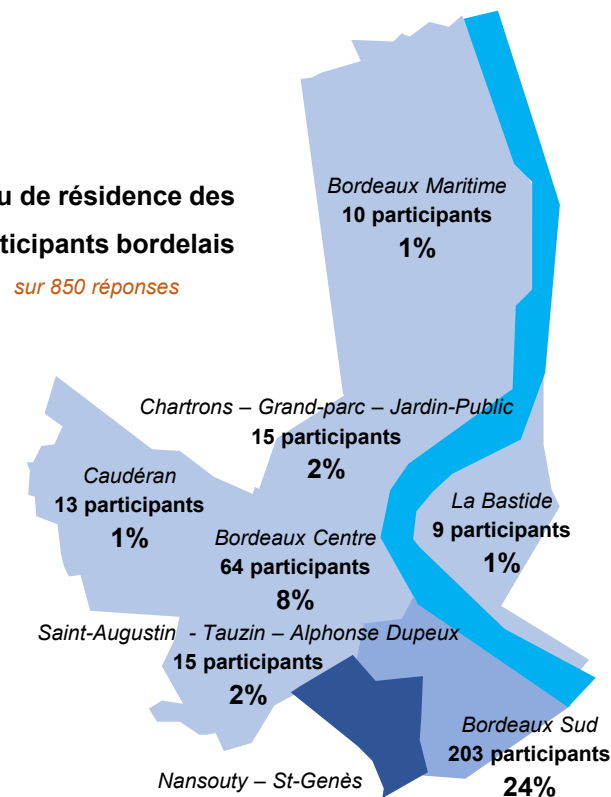 u de résidence des
ticipants bordelais
sur 850 réponses
Bordeaux Maritime
10 participants
1%
Chartrons – Grand-parc – Jardin-Public
15 participants
2%
Caudéran
13 participants
1%
La Bastide
9 participants
1%
Bordeaux Centre
64 participants
8%
Saint-Augustin - Tauzin – Alphonse Dupeux
15 participants
2%
Bordeaux Sud
203 participants
24%
Nansouty – St-Genès